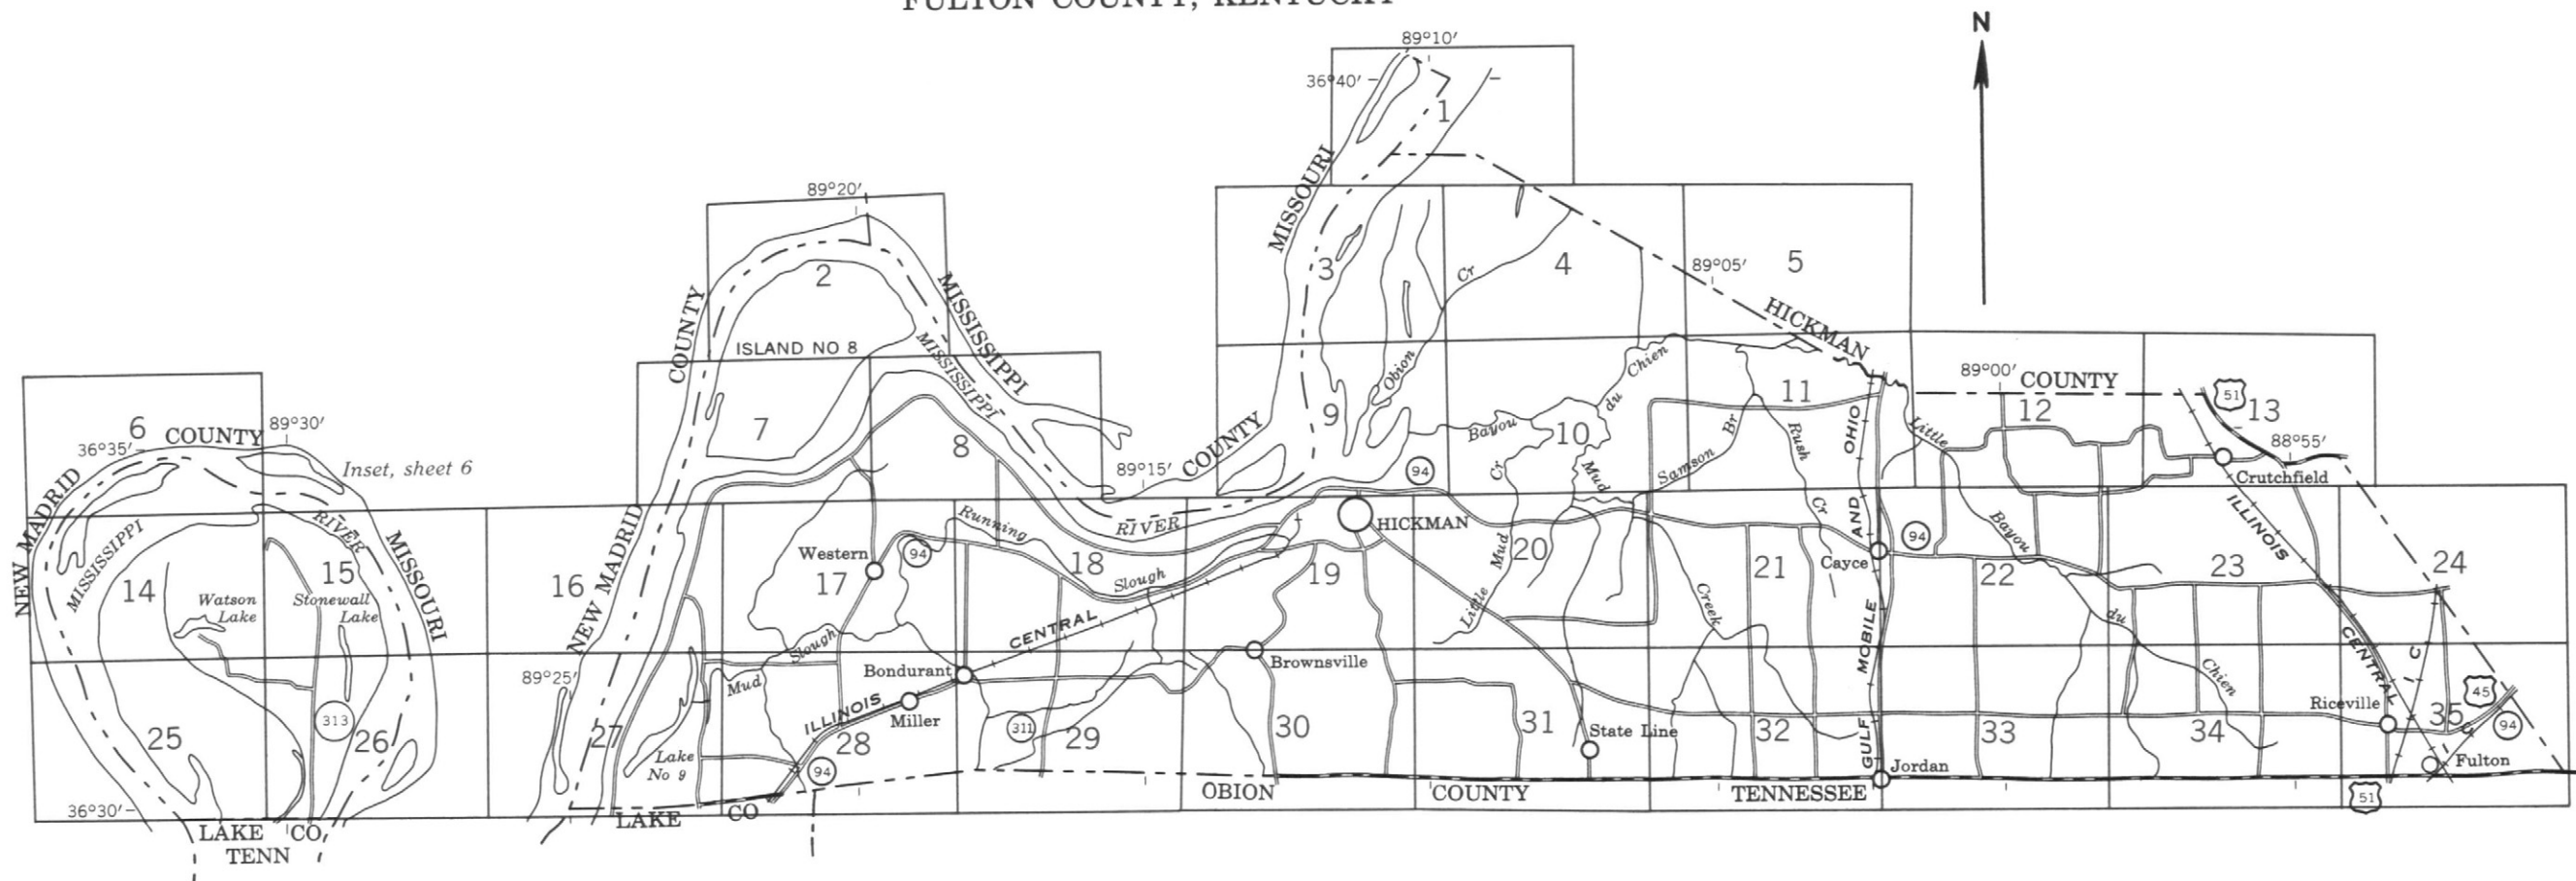 FULTON COUNTY, KENTUCKY
N
89°10′
36°40′
1
MISSOURI
89°20′
2
COUNTY
MISSISSIPPI
MISSISSIPPI
ISLAND NO 8
3
4
Cr
5
89°05′
HICKMAN
89°00′
COUNTY
6
COUNTY
89°30′
36°35′
Inset, sheet 6
7
8
89°15′
COUNTY
9
Obion
94
Bayou
du
Chien
10
Cr
Mud
Samson
Br
11
Rush
Cr
OHIO
AND
MOBILE
GULF
Little
12
51
13
88°55′
Crutchfield
NEW MADRID
MISSISSIPPI
RIVER
MISSOURI
14
15
Watson
Lake
Stonewall
Lake
16
NEW MADRID
Western
17
94
Running
18
Slough
RIVER
HICKMAN
19
20
Mud
Little
21
Creek
Cayce
94
Bayou
22
du
Chien
23
ILLINOIS
24
25
313
26
89°25′
27
Mud
Slough
Lake
No 9
ILLINOIS
CENTRAL
Bondurant
Miller
28
94
311
29
Brownsville
30
31
State Line
32
Jordan
33
34
CENTRAL
I
C
Riceville
35
45
94
Fulton
51
36°30′
LAKE CO
TENN
LAKE CO
OBION COUNTY TENNESSEE